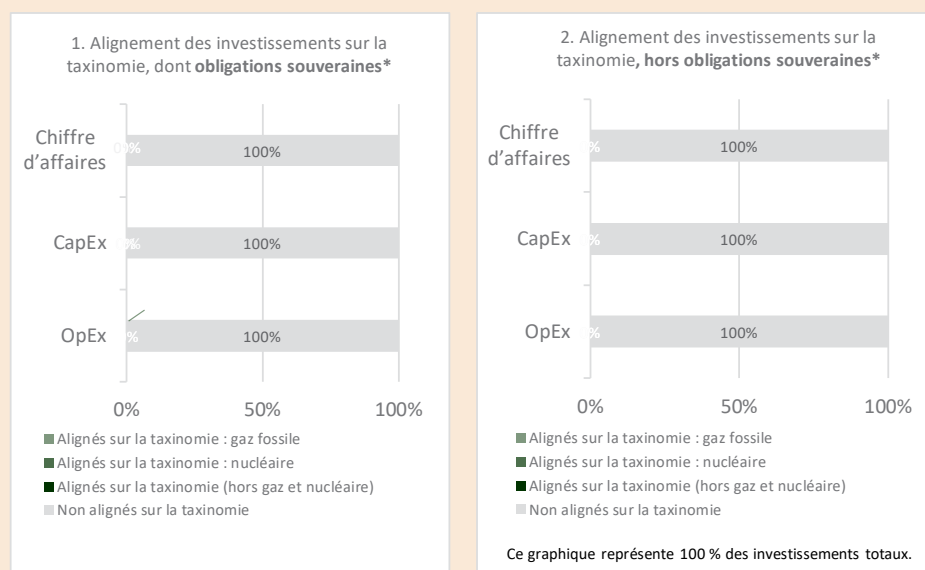 1. Alignement des investissements sur la
taxinomie, dont obligations souveraines*
Chiffre
d’affaires
100%
CapEx
100%
OpEx
100%
0%
50%
100%
Alignés sur la taxinomie : gaz fossile
Alignés sur la taxinomie : nucléaire
Alignés sur la taxinomie (hors gaz et nucléaire)
Non alignés sur la taxinomie
2. Alignement des investissements sur la
taxinomie, hors obligations souveraines*
Chiffre
d’affaires
100%
CapEx
100%
OpEx
100%
0%
50%
100%
Alignés sur la taxinomie : gaz fossile
Alignés sur la taxinomie : nucléaire
Alignés sur la taxinomie (hors gaz et nucléaire)
Non alignés sur la taxinomie
Ce graphique représente 100 % des investissements totaux.